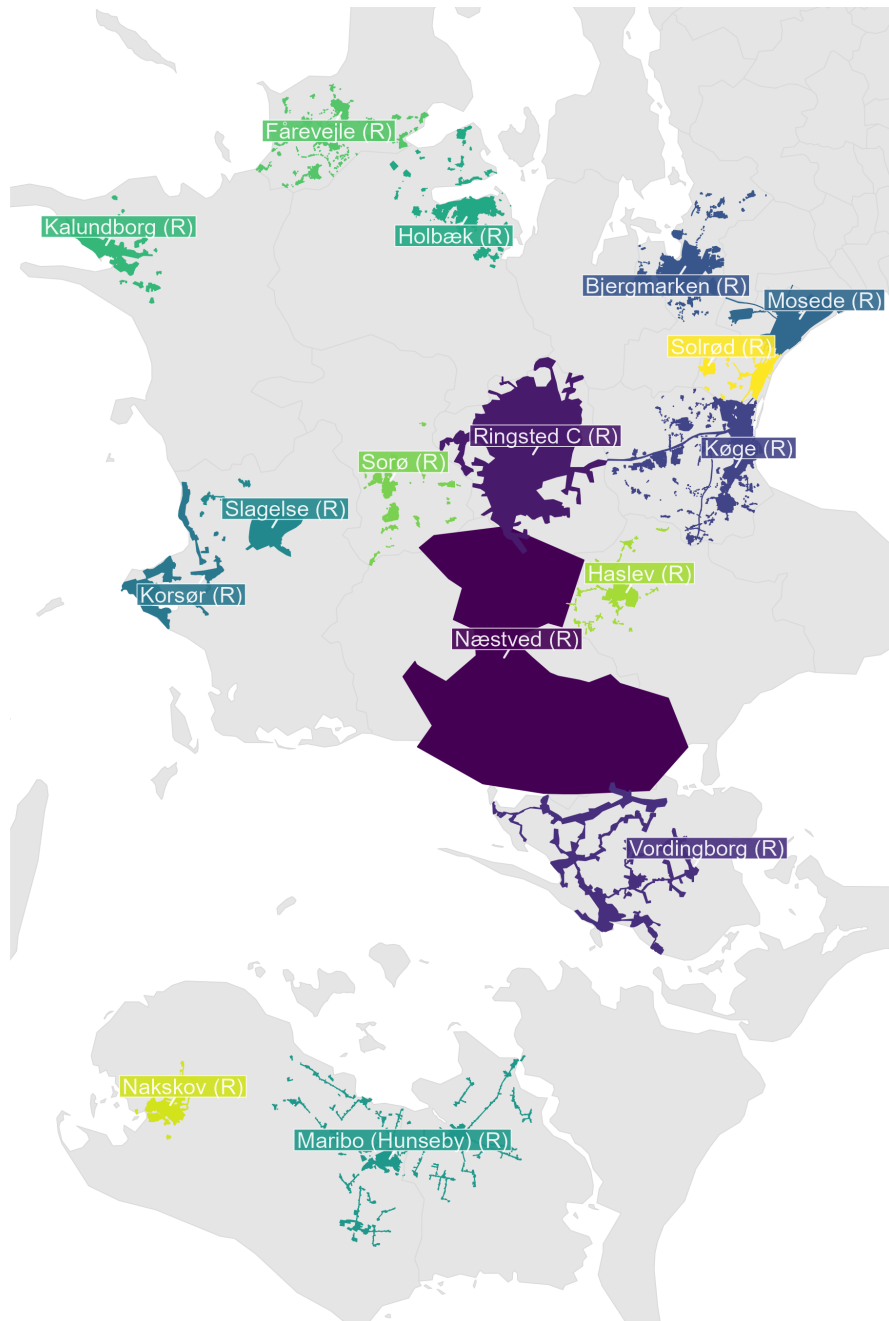 Fårevejle (R)
Kalundborg (R)
Holbæk (R)
Bjergmarken (R)
Mosede (R)
Solrød (R)
Ringsted C (R)
Køge (R)
Sorø (R)
Slagelse (R)
Haslev (R)
Korsør (R)
Næstved (R)
Vordingborg (R)
Nakskov (R)
Maribo (Hunseby) (R)